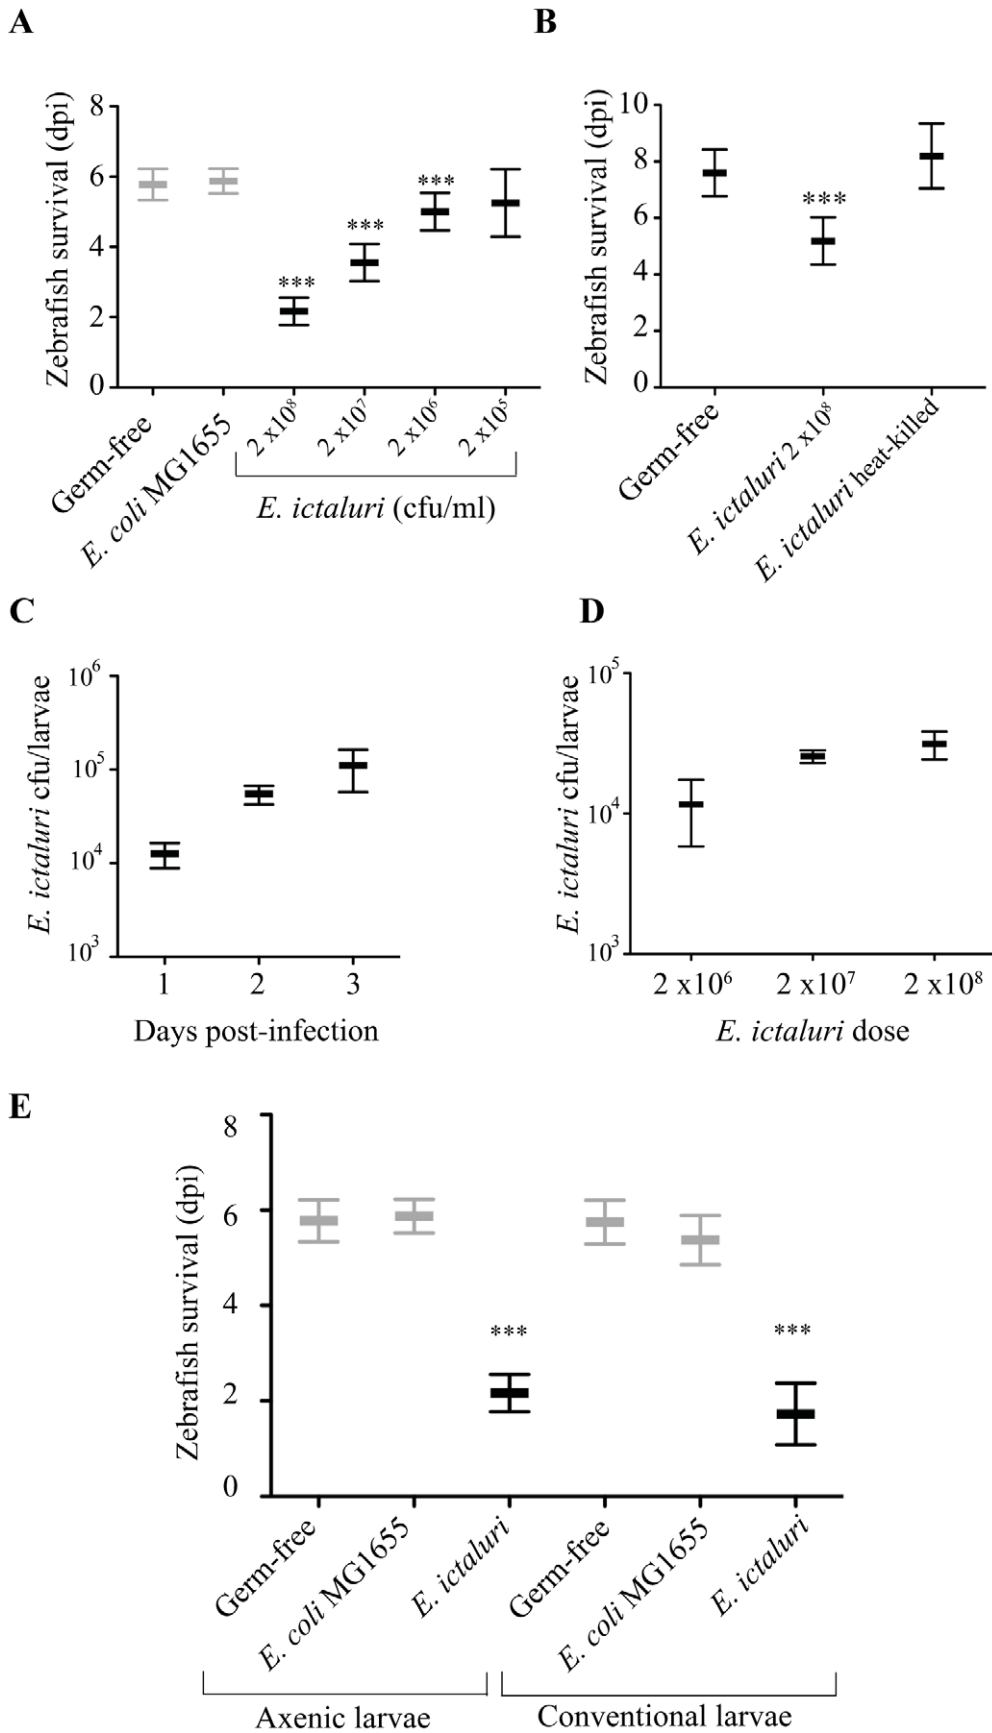 A
Zebrafish survival (dpi)
8
6
4
2
0
***
***
***
Germ-free
E. coli MG1655
2 x10⁸
2 x10⁷
2 x10⁶
2 x10⁵
E. ictaluri (cfu/ml)
B
Zebrafish survival (dpi)
10
8
6
4
2
0
***
Germ-free
E. ictaluri 2 x10⁸
E. ictaluri heat-killed
C
E. ictaluri cfu/larvae
10⁶
10⁵
10⁴
10³
1 2 3
Days post-infection
D
E. ictaluri cfu/larvae
10⁵
10⁴
10³
2 x10⁶ 2 x10⁷ 2 x10⁸
E. ictaluri dose
E
Zebrafish survival (dpi)
8
6
4
2
0
***
***
Germ-free
E. coli MG1655
E. ictaluri
Germ-free
E. coli MG1655
E. ictaluri
Axenic larvae
Conventional larvae